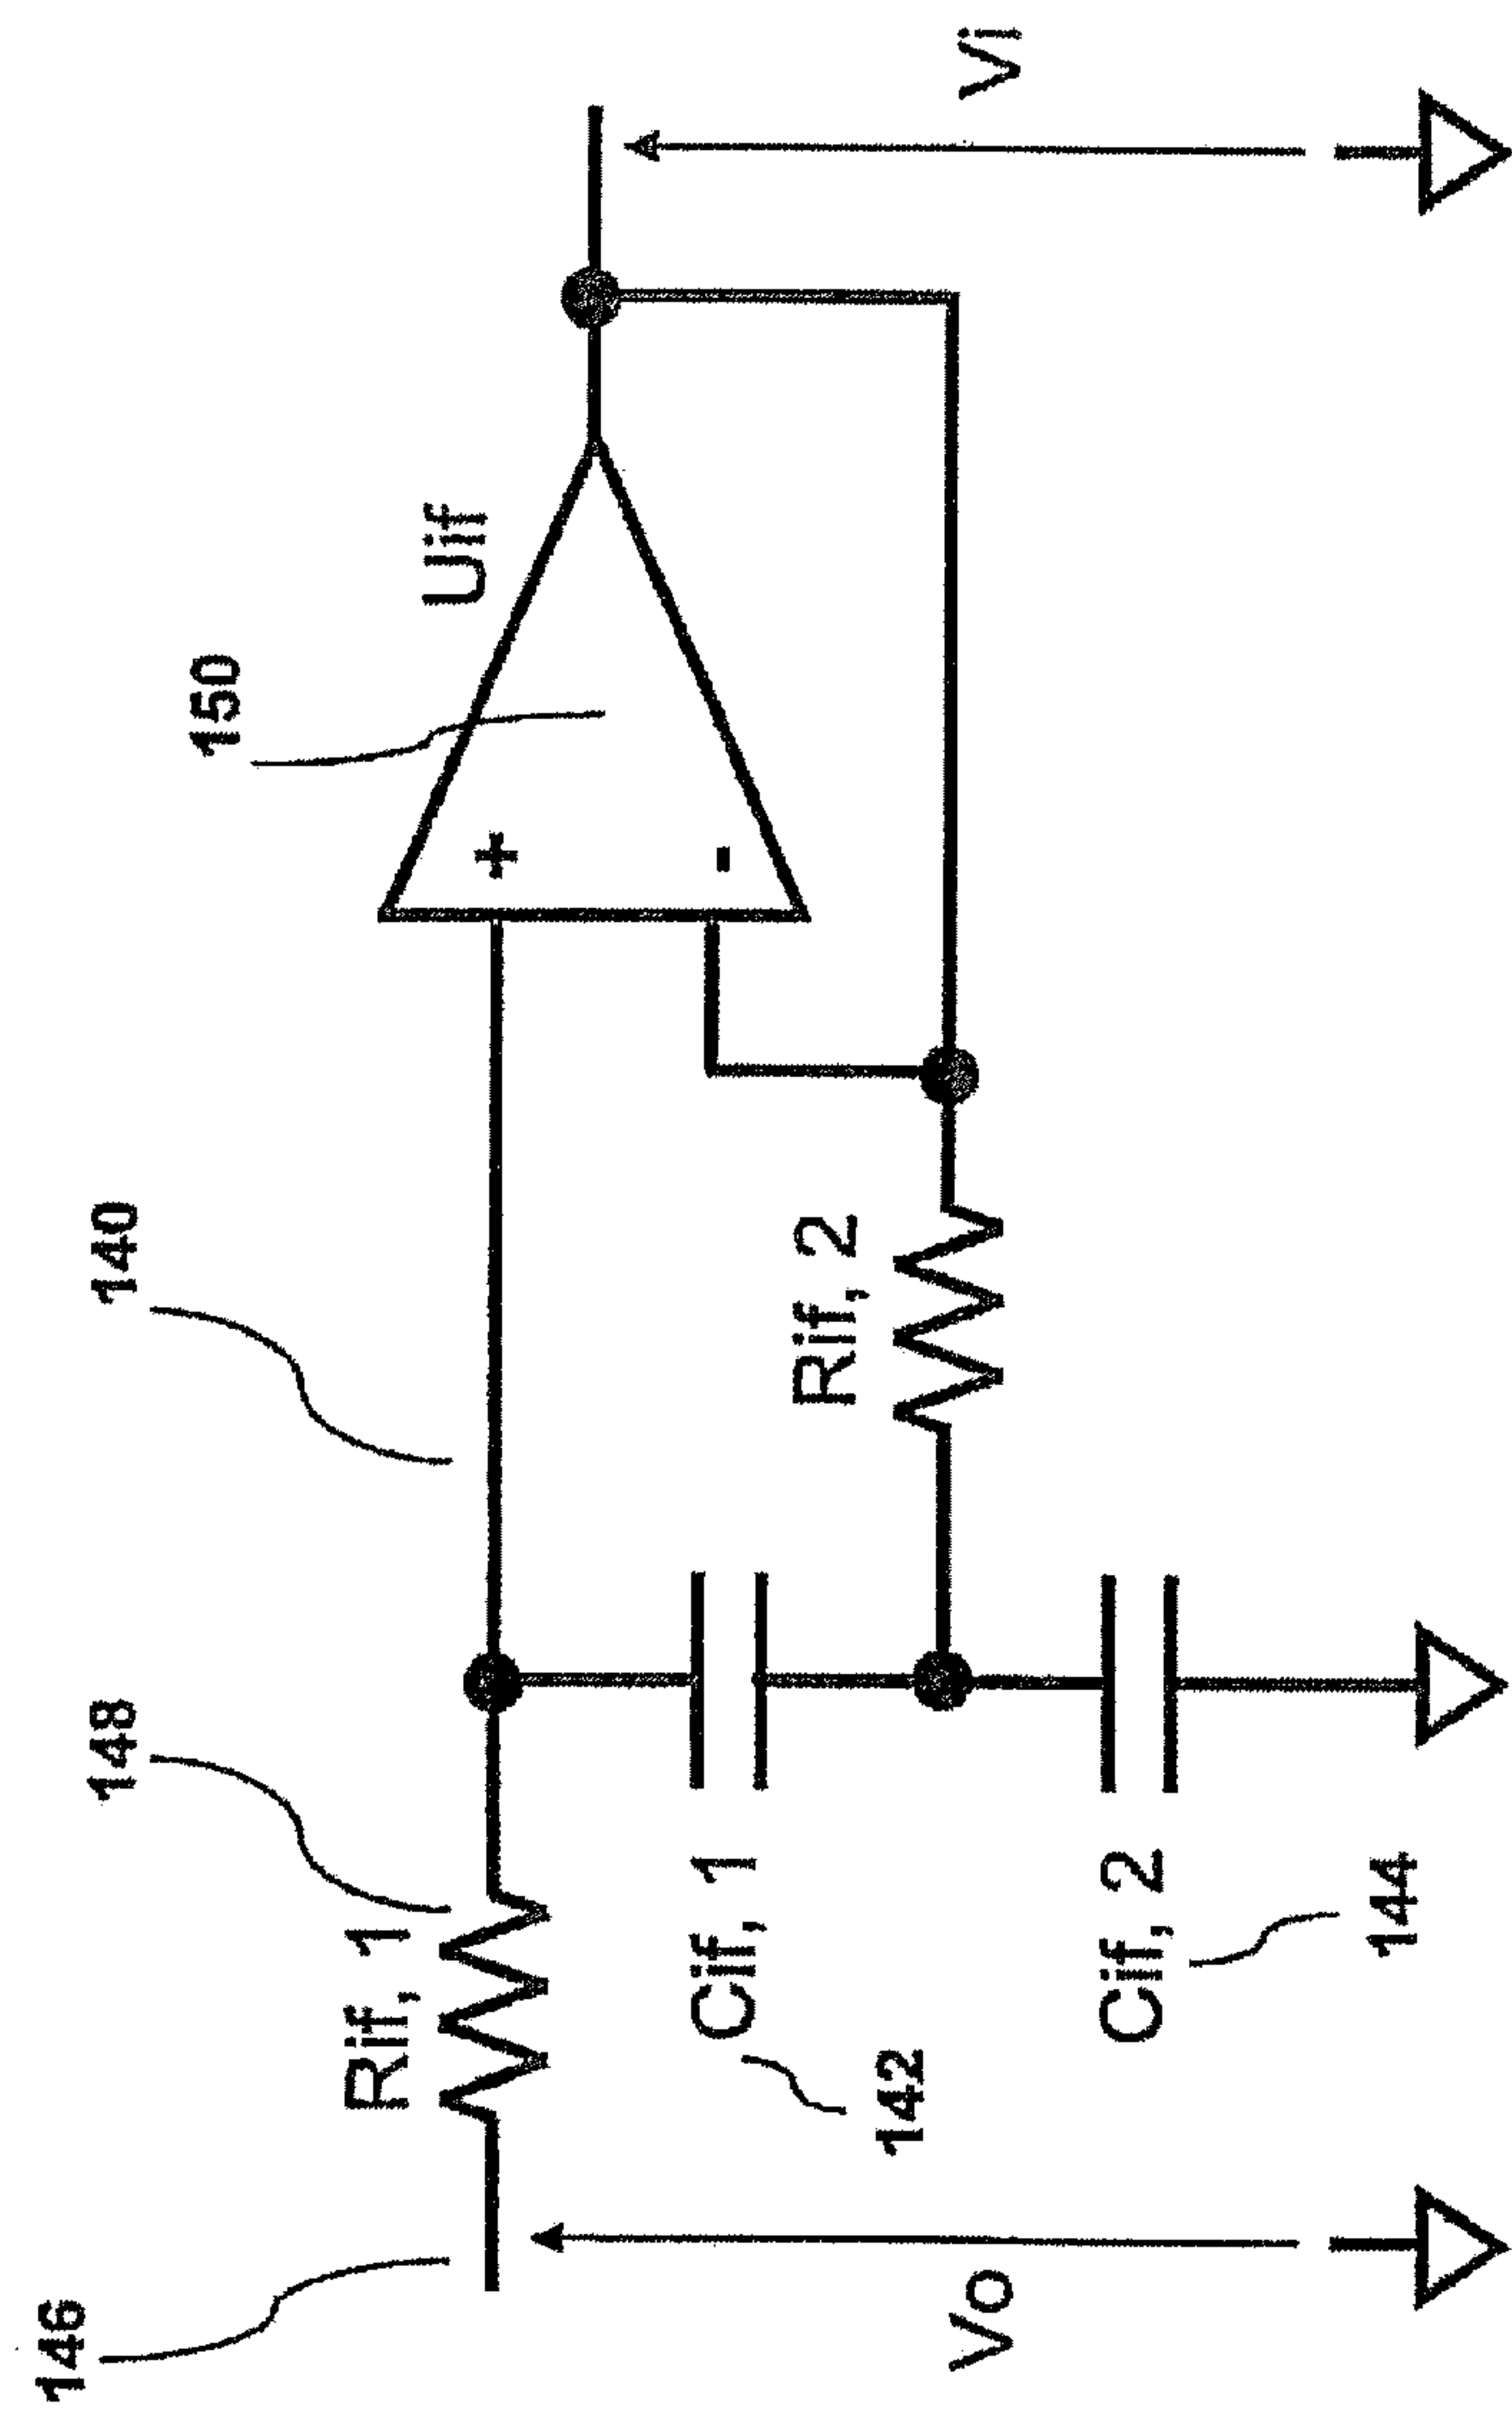 150
Uif
140
148
146
Rif, 1
+
-
Vi
Rif, 2
Cif, 1
142
Vo
Cif, 2
144